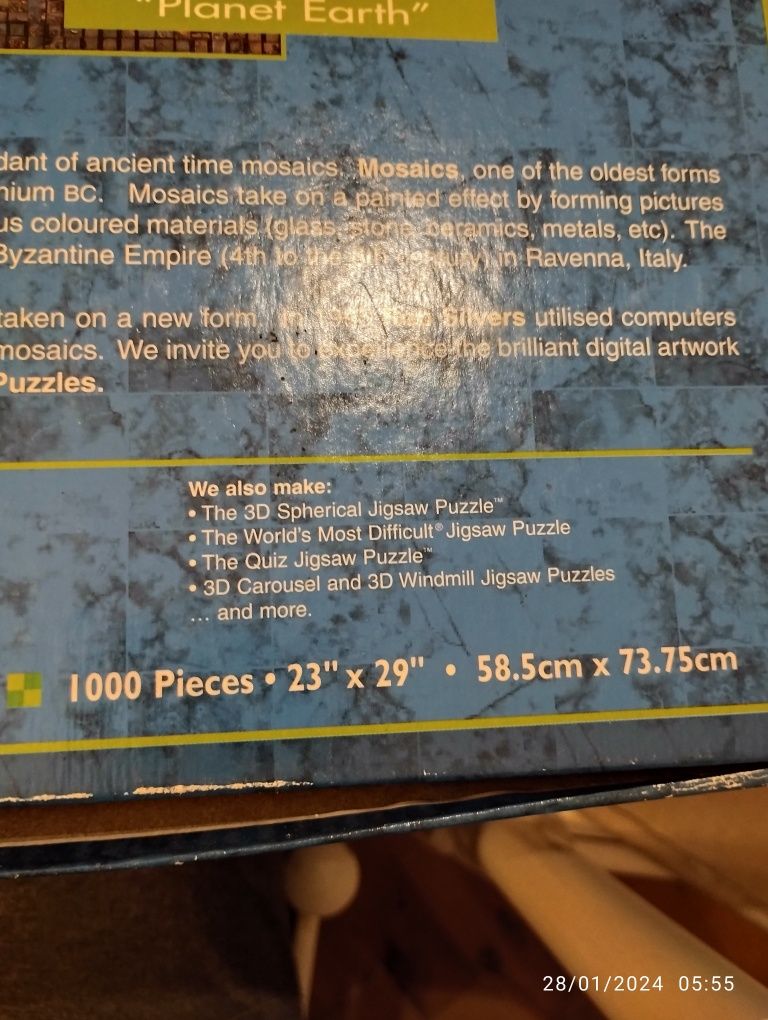 "Planet Earth"
dant of ancient time mosaics. Mosaics, one of the oldest forms
nium BC. Mosaics take on a painted effect by forming pictures
us coloured materials (glass, stone, ceramics, metals, etc). The
Byzantine Empire (4th to the century) in Ravenna, Italy.
taken on a new form. Silvers utilised computers
mosaics. We invite you to experience the brilliant digital artwork
Puzzles.
We also make:
• The 3D Spherical Jigsaw Puzzle™
• The World's Most Difficult® Jigsaw Puzzle
• The Quiz Jigsaw Puzzle™
• 3D Carousel and 3D Windmill Jigsaw Puzzles
... and more.
1000 Pieces • 23" x 29" • 58.5cm x 73.75cm
28/01/2024 05:55